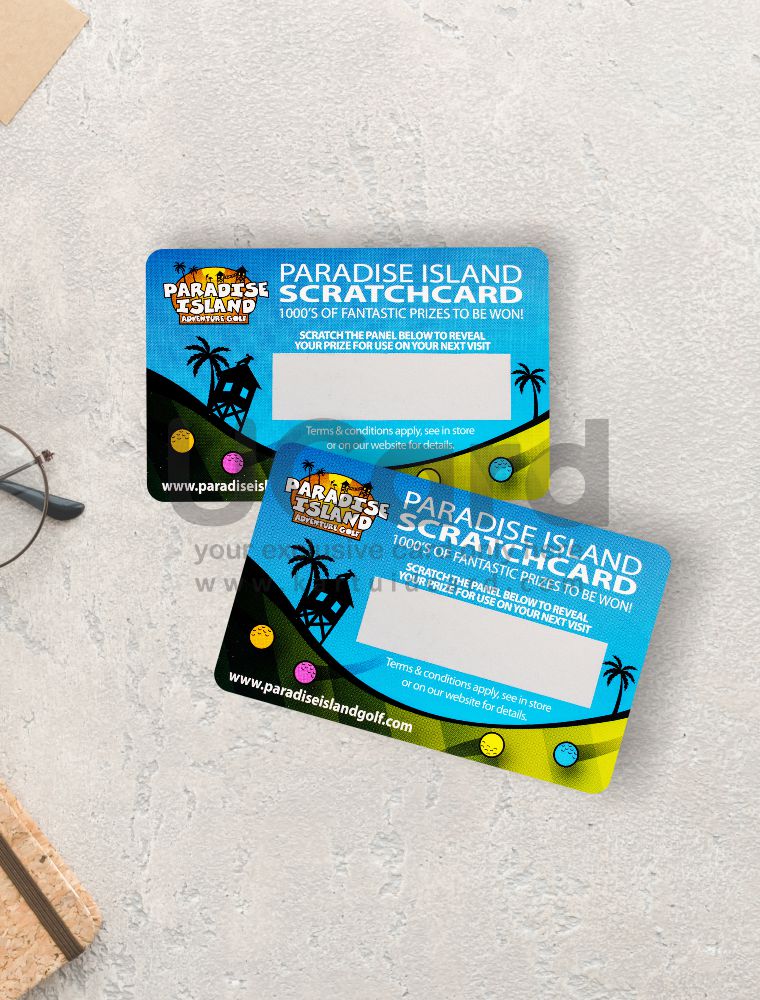 PARADISE
ISLAND
ADVENTURE GOLF
PARADISE ISLAND
SCRATCHCARD
1000'S OF FANTASTIC PRIZES TO BE WON!
SCRATCH THE PANEL BELOW TO REVEAL
YOUR PRIZE FOR USE ON YOUR NEXT VISIT
Terms & conditions apply, see in store
or on our website for details.
PARADISE
ISLAND
ADVENTURE GOLF
PARADISE ISLAND
SCRATCHCARD
1000'S OF FANTASTIC PRIZES TO BE WON!
SCRATCH THE PANEL BELOW TO REVEAL
YOUR PRIZE FOR USE ON YOUR NEXT VISIT
Terms & conditions apply, see in store
or on our website for details.
www.paradiseislandgolf.com
your exclusive card